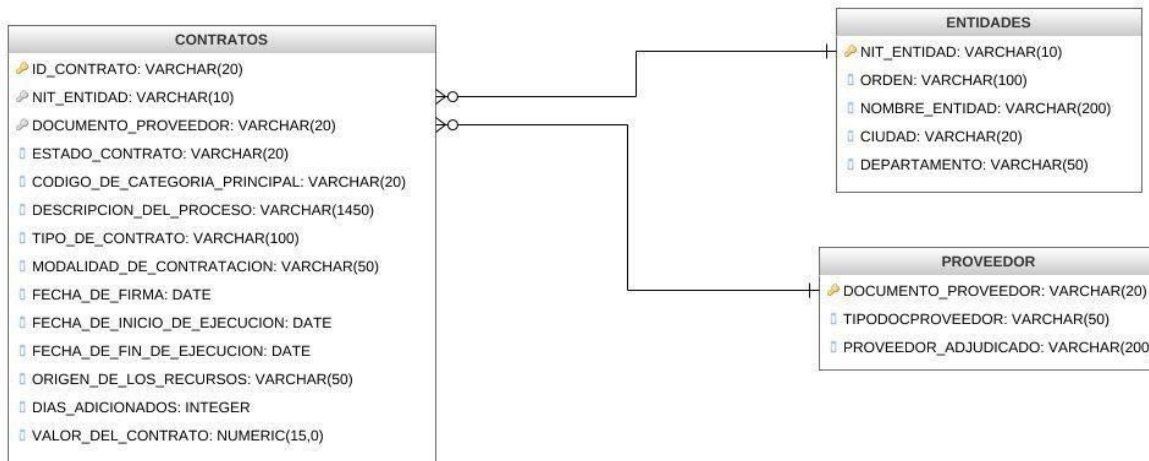 CONTRATOS
ID_CONTRATO: VARCHAR(20)
NIT_ENTIDAD: VARCHAR(10)
DOCUMENTO_PROVEEDOR: VARCHAR(20)
ESTADO_CONTRATO: VARCHAR(20)
CODIGO_DE_CATEGORIA_PRINCIPAL: VARCHAR(20)
DESCRIPCION_DEL_PROCESO: VARCHAR(1450)
TIPO_DE_CONTRATO: VARCHAR(100)
MODALIDAD_DE_CONTRATACION: VARCHAR(50)
FECHA_DE_FIRMA: DATE
FECHA_DE_INICIO_DE_EJECUCION: DATE
FECHA_DE_FIN_DE_EJECUCION: DATE
ORIGEN_DE_LOS_RECURSOS: VARCHAR(50)
DIAS_ADICIONADOS: INTEGER
VALOR_DEL_CONTRATO: NUMERIC(15,0)
ENTIDADES
NIT_ENTIDAD: VARCHAR(10)
ORDEN: VARCHAR(100)
NOMBRE_ENTIDAD: VARCHAR(200)
CIUDAD: VARCHAR(20)
DEPARTAMENTO: VARCHAR(50)
PROVEEDOR
DOCUMENTO_PROVEEDOR: VARCHAR(20)
TIPODOCPROVEEDOR: VARCHAR(50)
PROVEEDOR_ADJUDICADO: VARCHAR(200